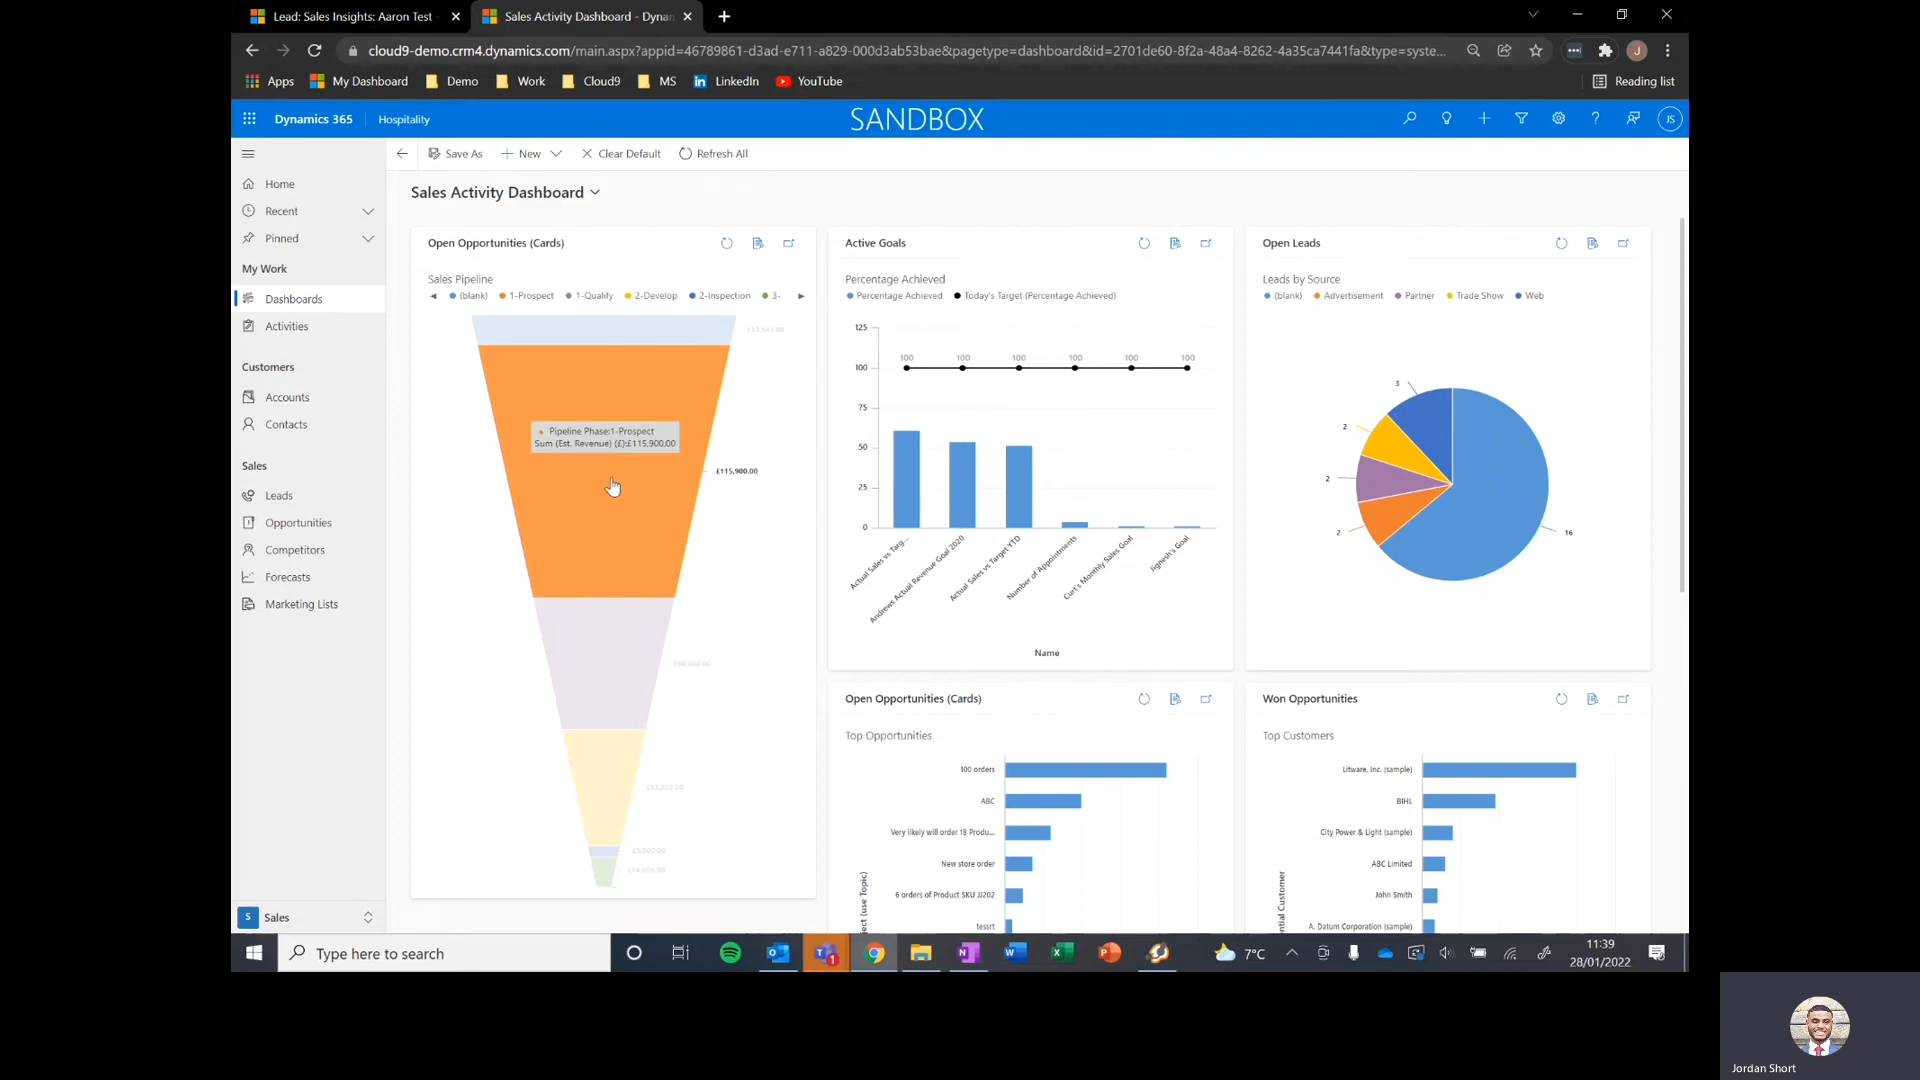 Lead: Sales Insights: Aaron Test
Sales Activity Dashboard - Dynan
cloud9-demo.crm4.dynamics.com/main.aspx?appid=46789861-d3ad-e711-a829-000d3ab53bae&pagetype=dashboard&id=2701de60-8f2a-48a4-8262-4a35ca7441fa&type=syste...
J
Apps My Dashboard Demo Work Cloud9 MS LinkedIn YouTube Reading list
Dynamics 365 Hospitality SANDBOX JS
Save As New Clear Default Refresh All
Home
Recent
Pinned
My Work
Dashboards
Activities
Customers
Accounts
Contacts
Sales
Leads
Opportunities
Competitors
Forecasts
Marketing Lists
S Sales
Sales Activity Dashboard
Open Opportunities (Cards)
Sales Pipeline
(blank) 1-Prospect 1-Qualify 2-Develop 2-Inspection 3-
Pipeline Phase:1-Prospect
Sum (Est. Revenue) (£):£115,900.00
£115,900.00
£5,000.00
Active Goals
Percentage Achieved
Percentage Achieved Today's Target (Percentage Achieved)
125
100
75
50
25
0
100 100 100 100 100 100
Actual Sales vs Targ...
Andrews Actual Revenue Goal 2020
Actual Sales vs Target YTD
Number of Appointments
Curt's Monthly Sales Goal
Jignesh's Goal
Name
Open Leads
Leads by Source
(blank) Advertisement Partner Trade Show Web
3
2
2
2
16
Open Opportunities (Cards)
Top Opportunities
100 orders
ABC
Very likely will order 18 Produ...
New store order
6 orders of Product SKU JJ202
tessrt
ject (use Topic)
Won Opportunities
Top Customers
Litware, Inc. (sample)
BIHL
City Power & Light (sample)
ABC Limited
John Smith
A. Datum Corporation (sample)
ential Customer
Type here to search
1
7°C
11:39
28/01/2022
Jordan Short